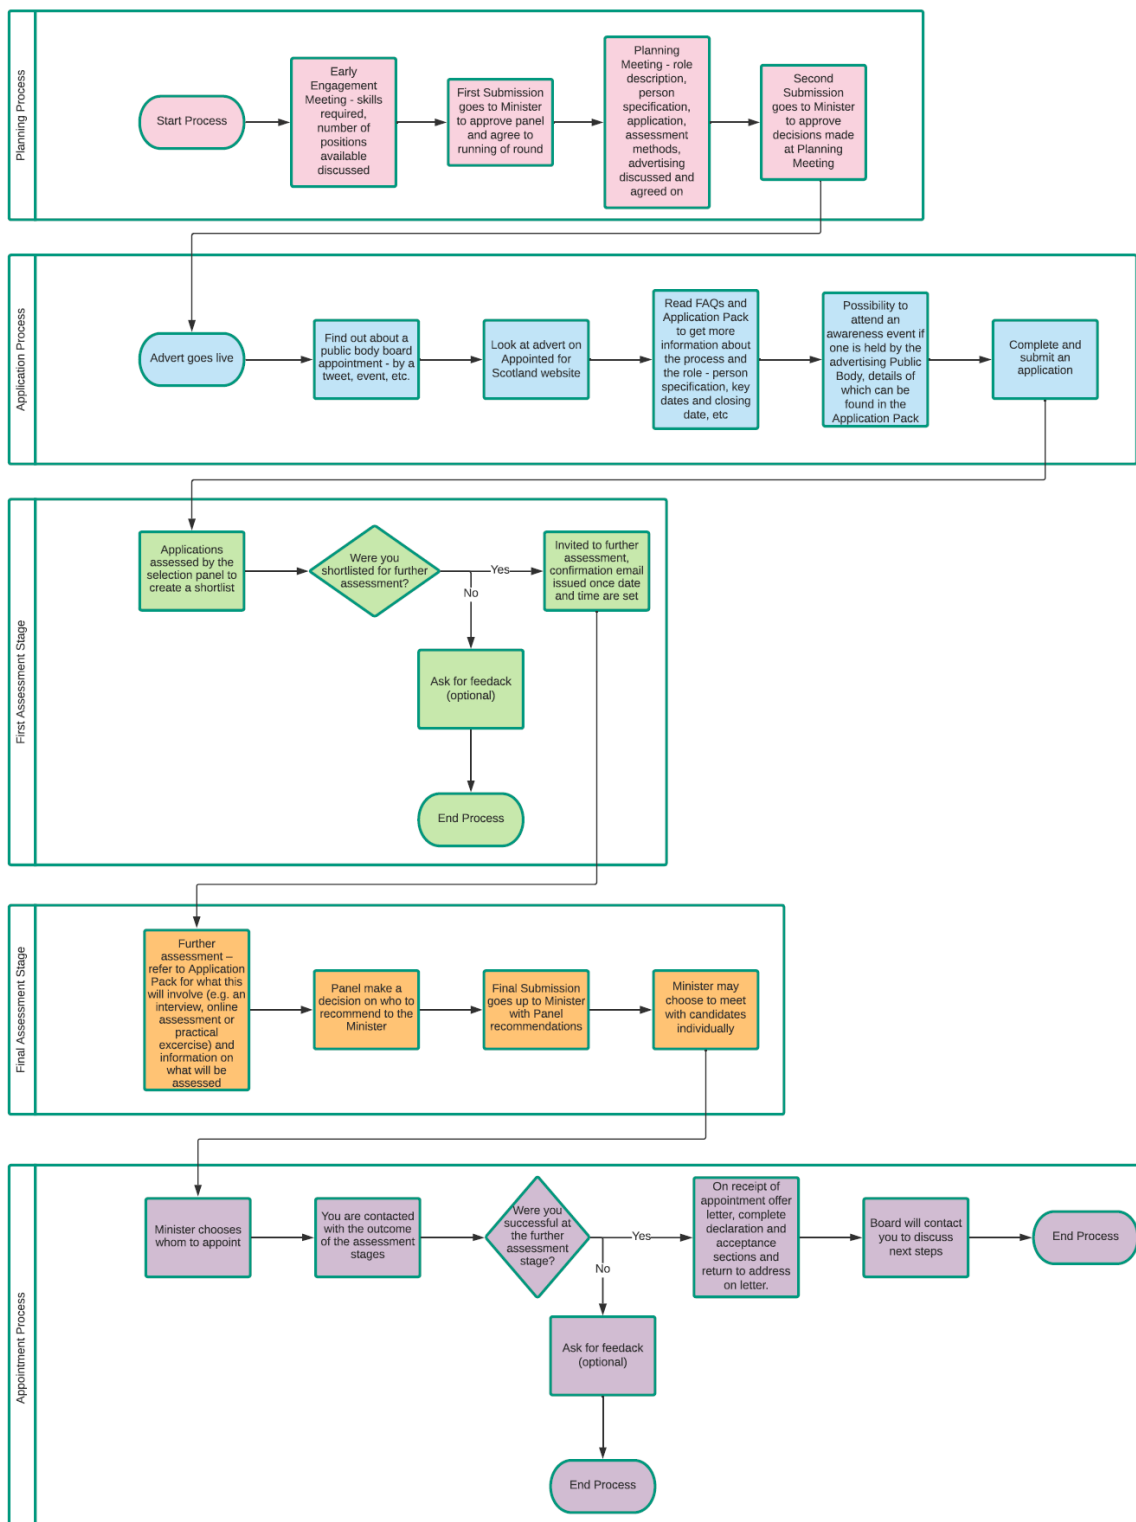 Planning Process
Start Process
Early
Engagement
Meeting - skills
required,
number of
positions
available
discussed
First Submission
goes to Minister
to approve panel
and agree to
running of round
Planning
Meeting - role
description,
person
specification,
application,
assessment
methods,
advertising
discussed and
agreed on
Second
Submission
goes to Minister
to approve
decisions made
at Planning
Meeting
Application Process
Advert goes live
Find out about a
public body board
appointment - by a
tweet, event, etc.
Look at advert on
Appointed for
Scotland website
Read FAQs and
Application Pack
to get more
information about
the process and
the role - person
specification, key
dates and closing
date, etc
Possibility to
attend an
awareness event if
one is held by the
advertising Public
Body, details of
which can be
found in the
Application Pack
Complete and
submit an
application
First Assessment Stage
Applications
assessed by the
selection panel to
create a shortlist
Were you
shortlisted for further
assessment?
Yes
No
Invited to further
assessment,
confirmation email
issued once date
and time are set
Ask for feedack
(optional)
End Process
Final Assessment Stage
Further
assessment –
refer to Application
Pack for what this
will involve (e.g. an
interview, online
assessment or
practical
excercise) and
information on
what will be
assessed
Panel make a
decision on who to
recommend to the
Minister
Final Submission
goes up to Minister
with Panel
recommendations
Minister may
choose to meet
with candidates
individually
Appointment Process
Minister chooses
whom to appoint
You are contacted
with the outcome
of the assessment
stages
Were you
successful at
the further
assessment
stage?
Yes
No
On receipt of
appointment offer
letter, complete
declaration and
acceptance
sections and
return to address
on letter.
Board will contact
you to discuss
next steps
End Process
Ask for feedack
(optional)
End Process